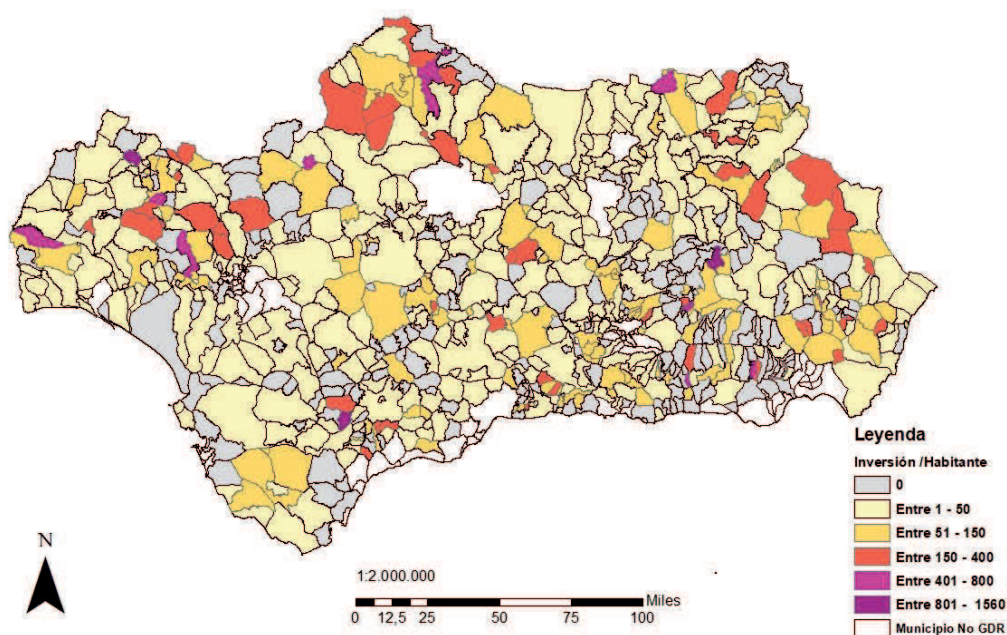 Leyenda
Inversión /Habitante
0
Entre 1 - 50
Entre 51 - 150
Entre 150 - 400
Entre 401 - 800
Entre 801 - 1560
Municipio No GDR
N
1:2.000.000
Miles
0 12,5 25 50 75 100